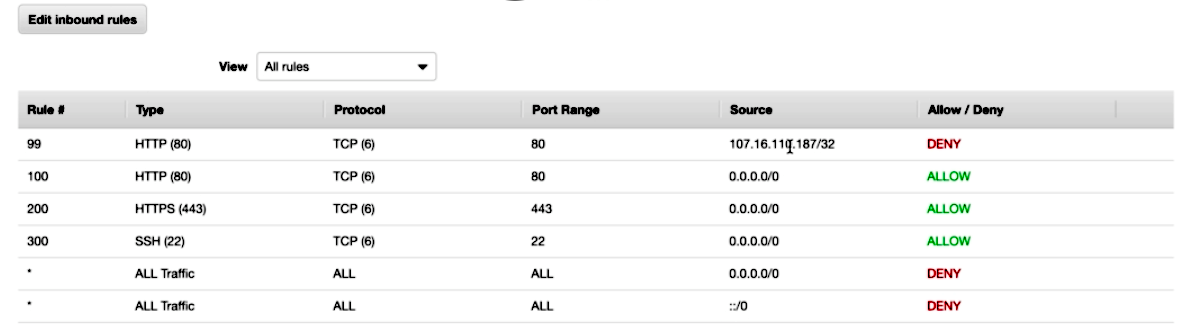 Edit inbound rules
View All rules
Rule # Type Protocol Port Range Source Allow / Deny
99 HTTP (80) TCP (6) 80 107.16.110.187/32 DENY
100 HTTP (80) TCP (6) 80 0.0.0.0/0 ALLOW
200 HTTPS (443) TCP (6) 443 0.0.0.0/0 ALLOW
300 SSH (22) TCP (6) 22 0.0.0.0/0 ALLOW
* ALL Traffic ALL ALL 0.0.0.0/0 DENY
* ALL Traffic ALL ALL ::/0 DENY